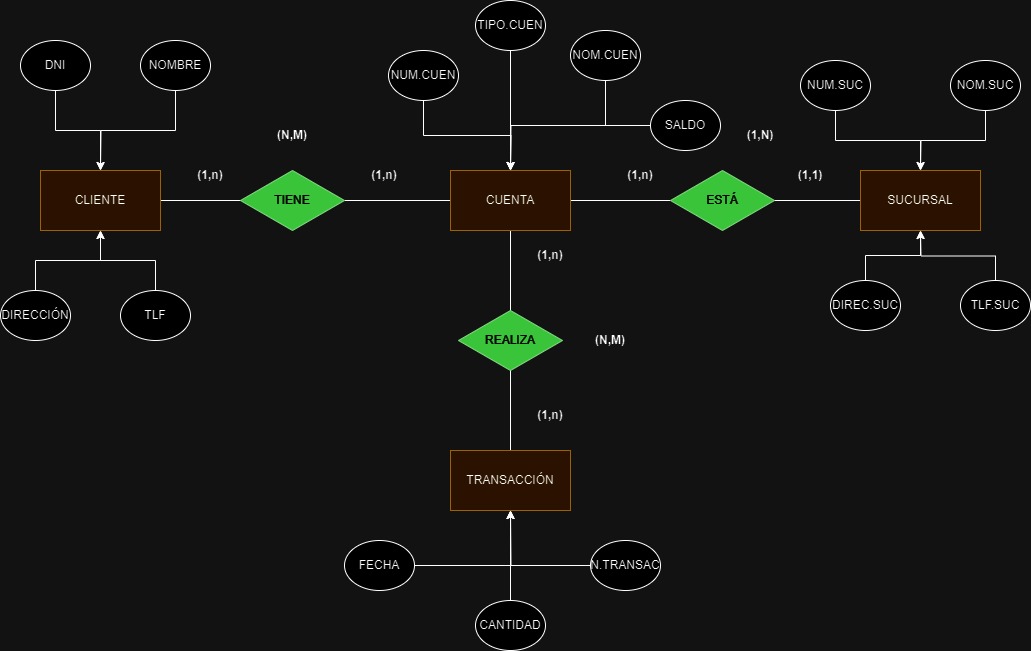 TIPO.CUEN
DNI
NOMBRE
NUM.CUEN
NOM.CUEN
NUM.SUC
NOM.SUC
SALDO
(N,M)
(1,N)
(1,n)
(1,n)
(1,n)
(1,1)
CLIENTE
TIENE
CUENTA
ESTÁ
SUCURSAL
(1,n)
DIRECCIÓN
TLF
DIREC.SUC
TLF.SUC
REALIZA
(N,M)
(1,n)
TRANSACCIÓN
FECHA
N.TRANSAC
CANTIDAD